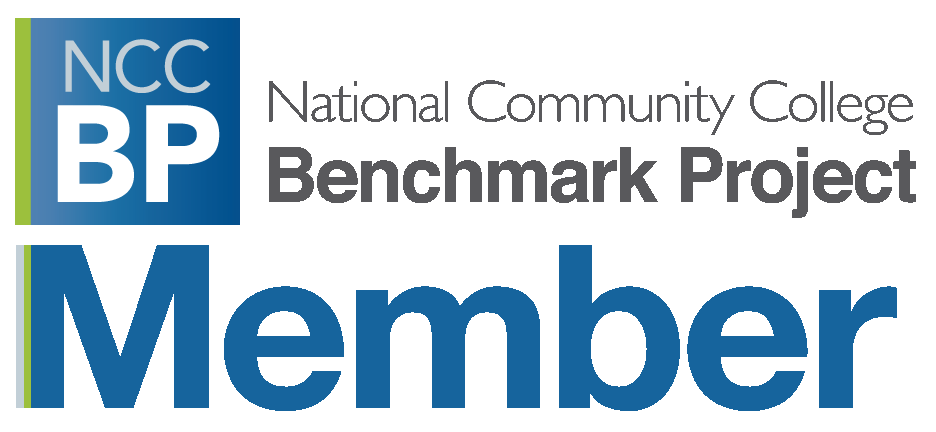 NCC
BP
National Community College
Benchmark Project
Member